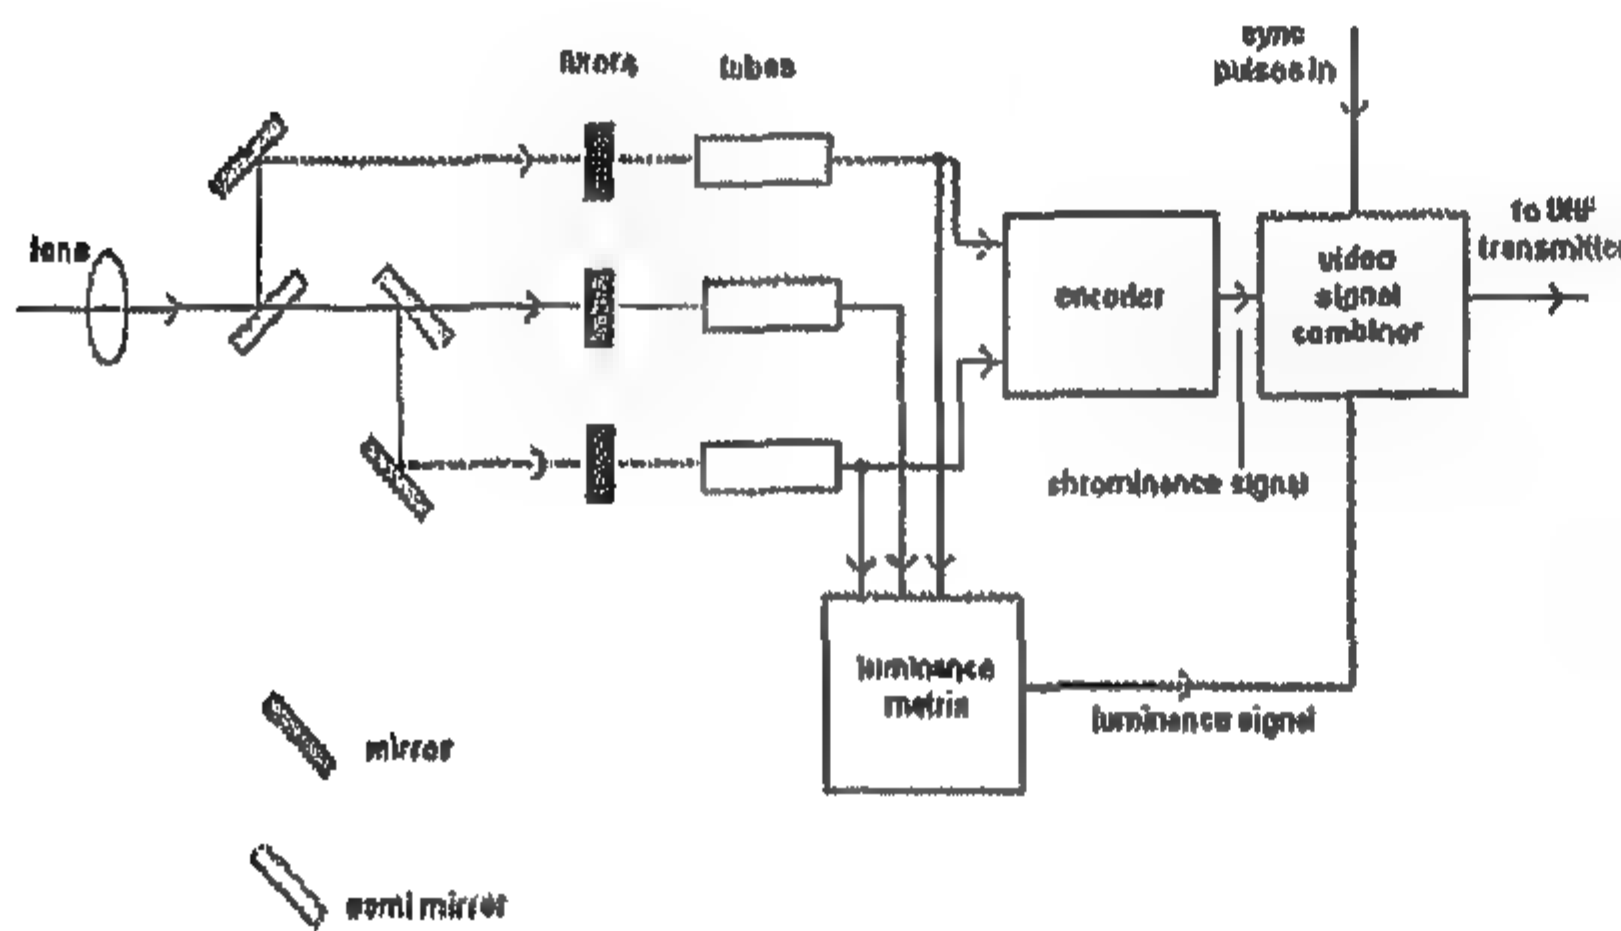 sync
pulses in
filters
tubes
to UHF
transmitter
lens
video
signal
combiner
encoder
chrominance signal
luminance
matrix
luminance signal
mirror
semi mirror